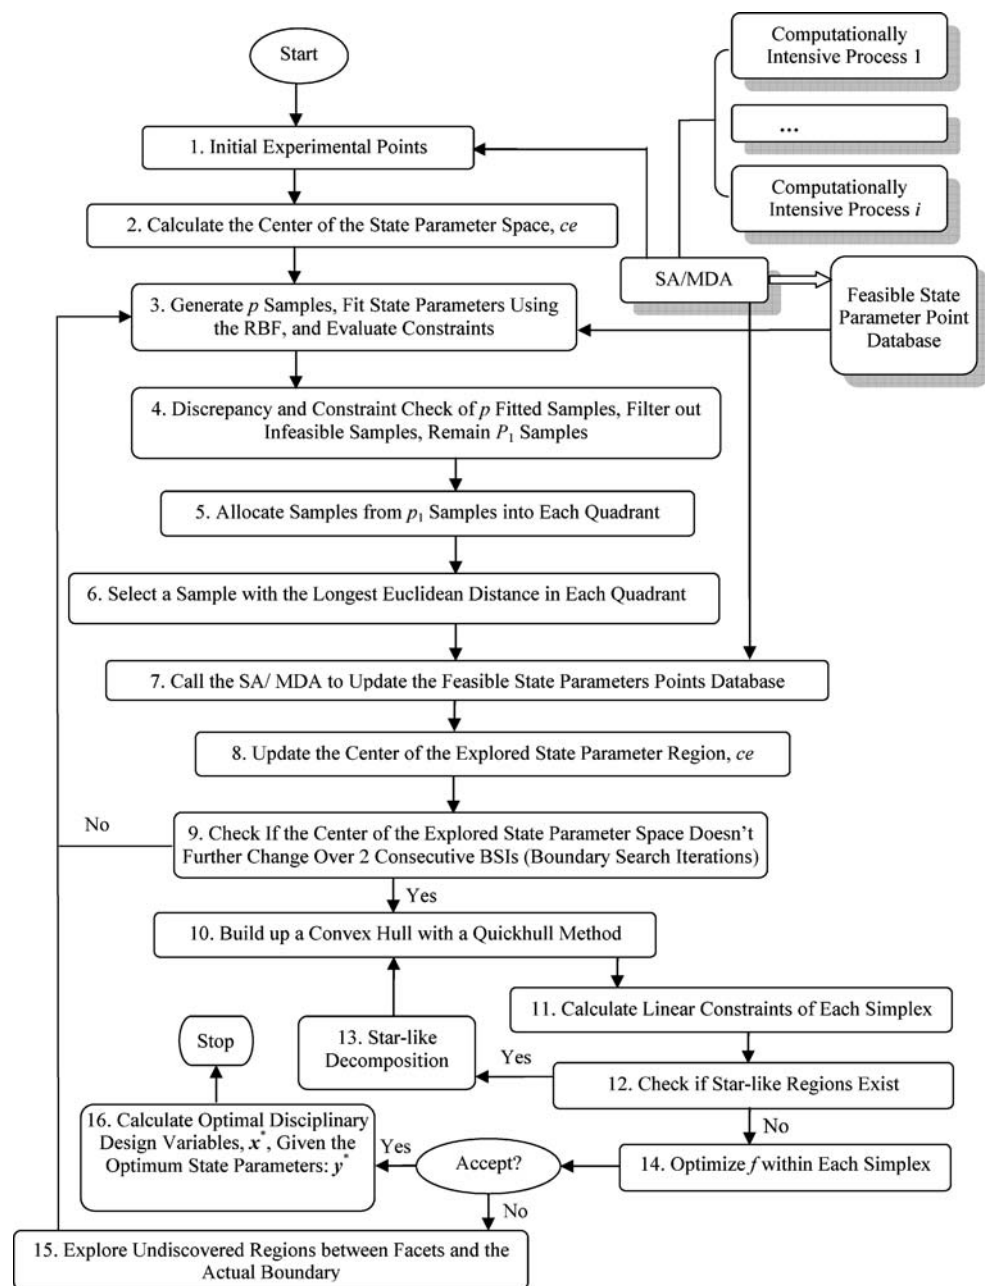 Start
Computationally
Intensive Process 1
...
Computationally
Intensive Process i
1. Initial Experimental Points
2. Calculate the Center of the State Parameter Space, ce
SA/MDA
Feasible State
Parameter Point
Database
3. Generate p Samples, Fit State Parameters Using
the RBF, and Evaluate Constraints
4. Discrepancy and Constraint Check of p Fitted Samples, Filter out
Infeasible Samples, Remain P₁ Samples
5. Allocate Samples from p₁ Samples into Each Quadrant
6. Select a Sample with the Longest Euclidean Distance in Each Quadrant
7. Call the SA/ MDA to Update the Feasible State Parameters Points Database
8. Update the Center of the Explored State Parameter Region, ce
No
9. Check If the Center of the Explored State Parameter Space Doesn't
Further Change Over 2 Consecutive BSIs (Boundary Search Iterations)
Yes
10. Build up a Convex Hull with a Quickhull Method
11. Calculate Linear Constraints of Each Simplex
Stop
13. Star-like
Decomposition
Yes
12. Check if Star-like Regions Exist
No
16. Calculate Optimal Disciplinary
Design Variables, x*, Given the
Optimum State Parameters: y*
Yes
Accept?
14. Optimize f within Each Simplex
No
15. Explore Undiscovered Regions between Facets and the
Actual Boundary